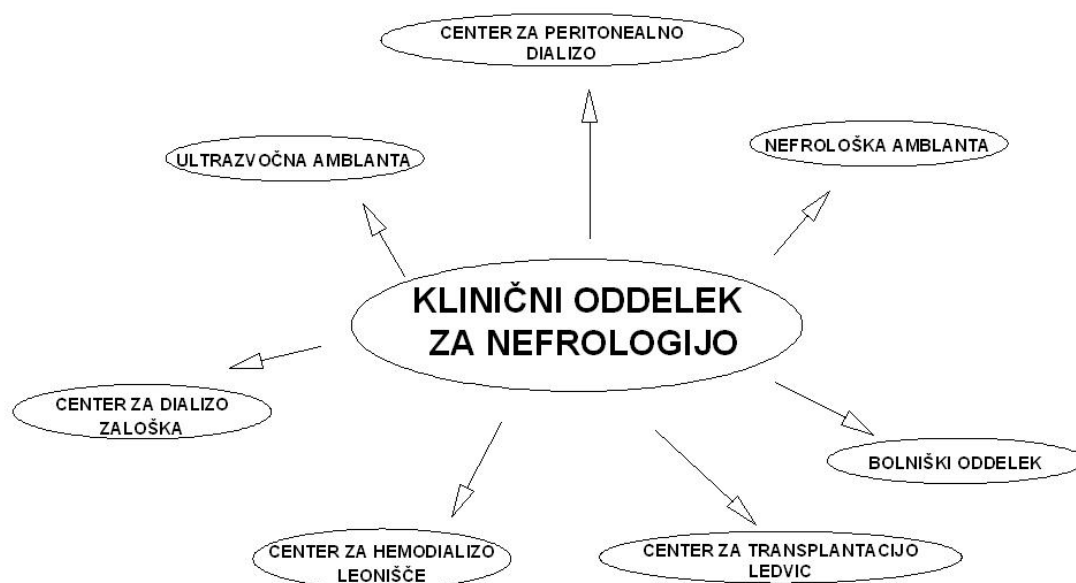 CENTER ZA PERITONEALNO
DIALIZO
ULTRAZVOČNA AMBLANTA
NEFROLOŠKA AMBLANTA
KLINIČNI ODDELEK
ZA NEFROLOGIJO
CENTER ZA DIALIZO
ZALOŠKA
BOLNIŠKI ODDELEK
CENTER ZA HEMODIALIZO
LEONIŠČE
CENTER ZA TRANSPLANTACIJO
LEDVIC